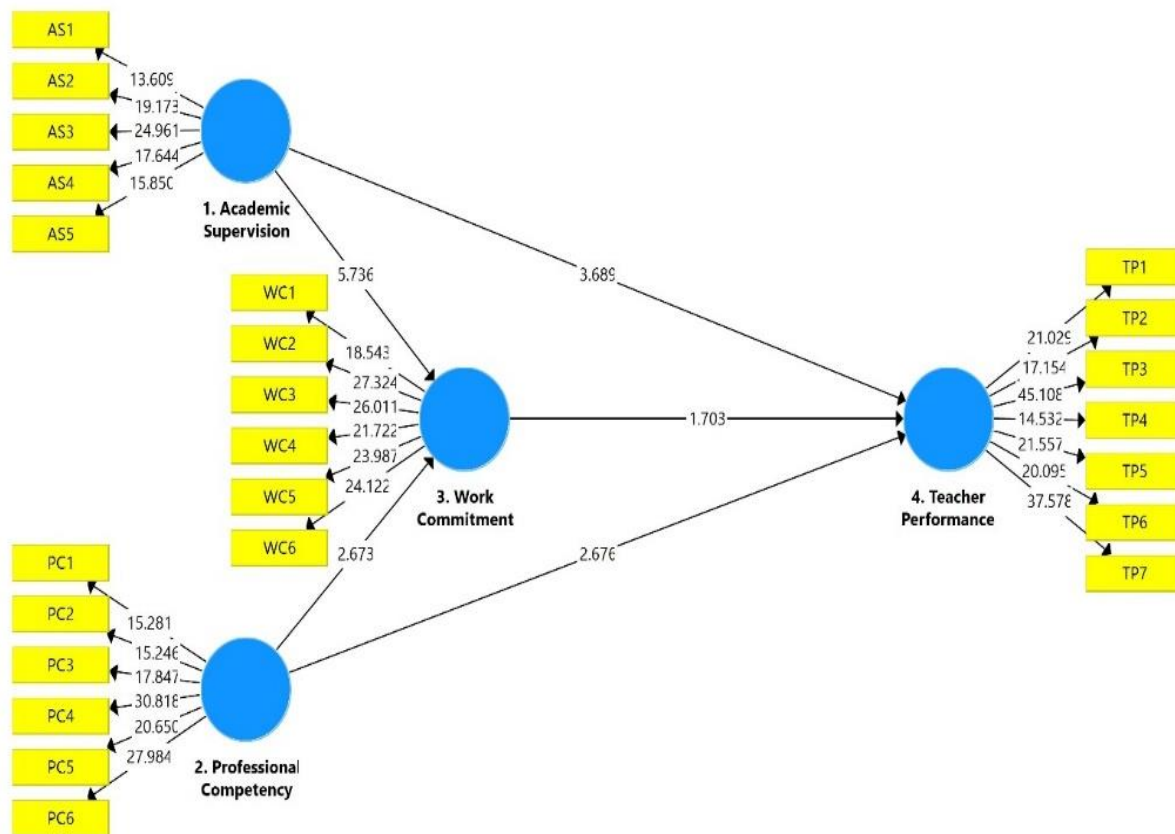 AS1
13.609
AS2
19.173
AS3
24.961
AS4
17.644
AS5
15.850
1. Academic
Supervision
5.736
3.689
WC1
18.543
WC2
27.324
WC3
26.011
WC4
21.722
WC5
23.987
WC6
24.122
3. Work
Commitment
1.703
TP1
21.029
TP2
17.154
TP3
45.108
TP4
14.532
TP5
21.557
TP6
20.095
TP7
37.578
4. Teacher
Performance
2.673
2.676
PC1
15.281
PC2
15.246
PC3
17.847
PC4
30.818
PC5
20.650
PC6
27.984
2. Professional
Competency